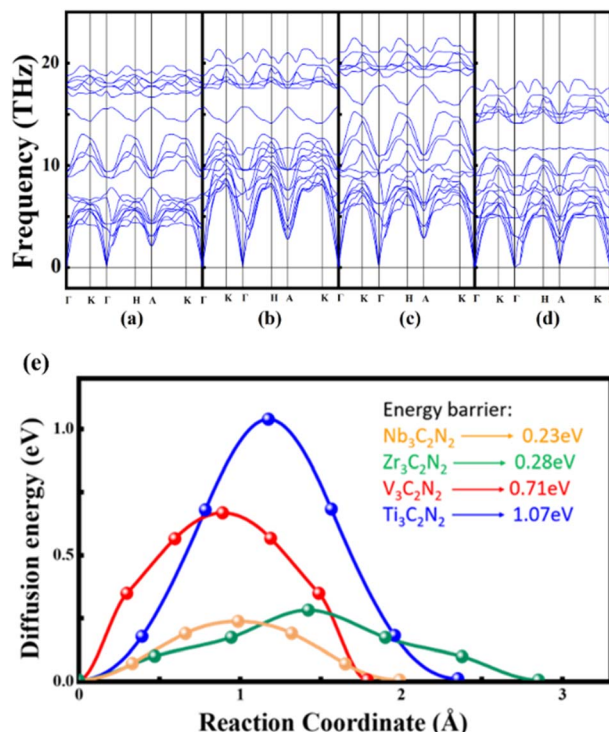 Frequency (THz)
20
10
0
Γ K Γ H A K Γ K Γ H A K Γ K Γ H A K Γ K Γ H A K Γ
(a) (b) (c) (d)
(e)
Diffusion energy (eV)
1.0
0.5
0.0
Energy barrier:
Nb₃C₂N₂ → 0.23eV
Zr₃C₂N₂ → 0.28eV
V₃C₂N₂ → 0.71eV
Ti₃C₂N₂ → 1.07eV
0 1 2 3
Reaction Coordinate (Å)